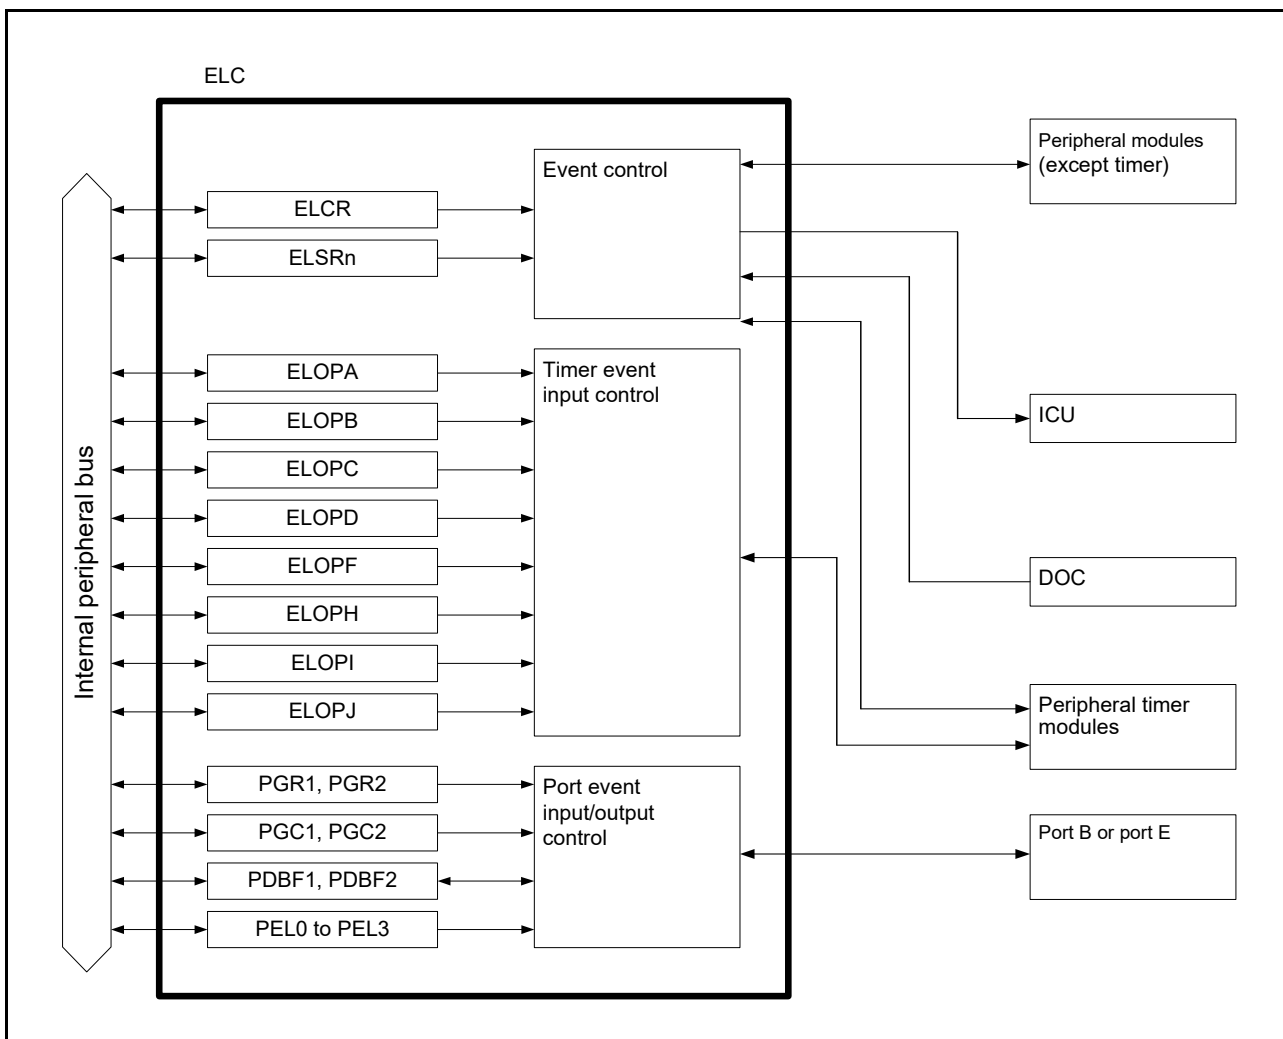 ELC
Internal peripheral bus
ELCR
ELSRn
ELOPA
ELOPB
ELOPC
ELOPD
ELOPF
ELOPH
ELOPI
ELOPJ
PGR1, PGR2
PGC1, PGC2
PDBF1, PDBF2
PEL0 to PEL3
Event control
Timer event
input control
Port event
input/output
control
Peripheral modules
(except timer)
ICU
DOC
Peripheral timer
modules
Port B or port E